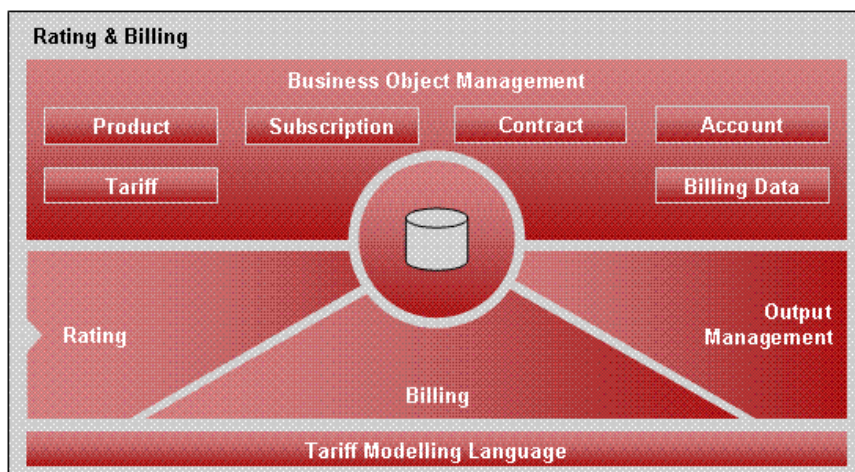 Rating & Billing
Business Object Management
Product
Subscription
Contract
Account
Tariff
Billing Data
Rating
Output
Management
Billing
Tariff Modelling Language